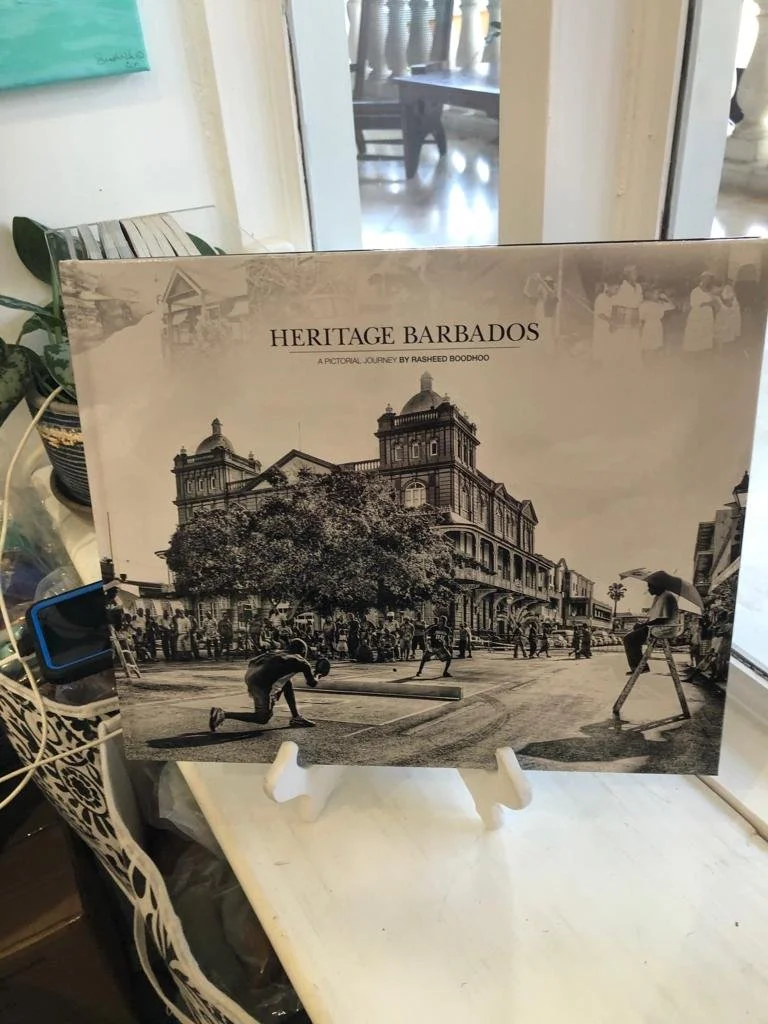 HERITAGE BARBADOS
A PICTORIAL JOURNEY BY RASHEED BOODHOO